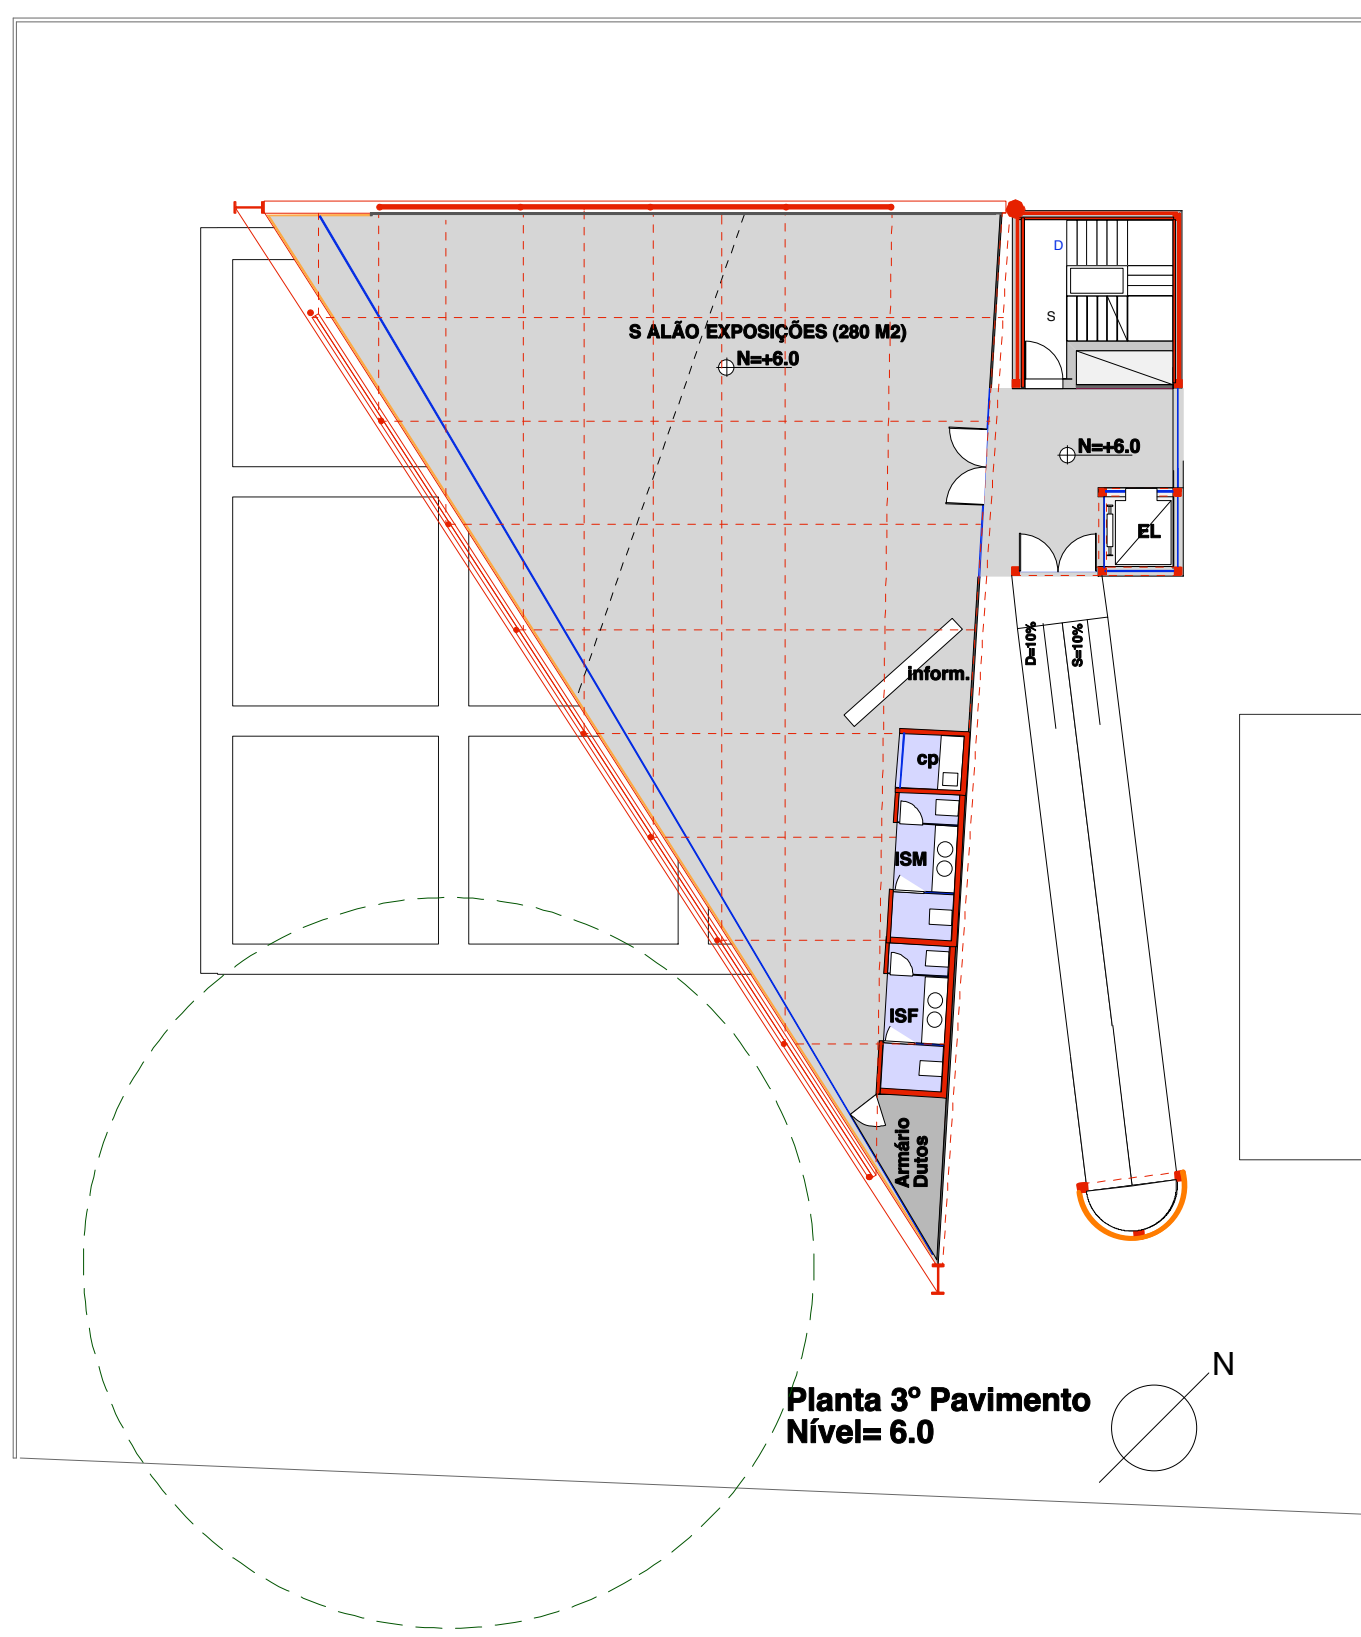 D
S ALÃO EXPOSIÇÕES (280 M2)
S
N=+6.0
N=+6.0
EL
D=10%
S=10%
inform.
cp
ISM
ISF
Armário
Dutos
N
Planta 3º Pavimento
Nível= 6.0